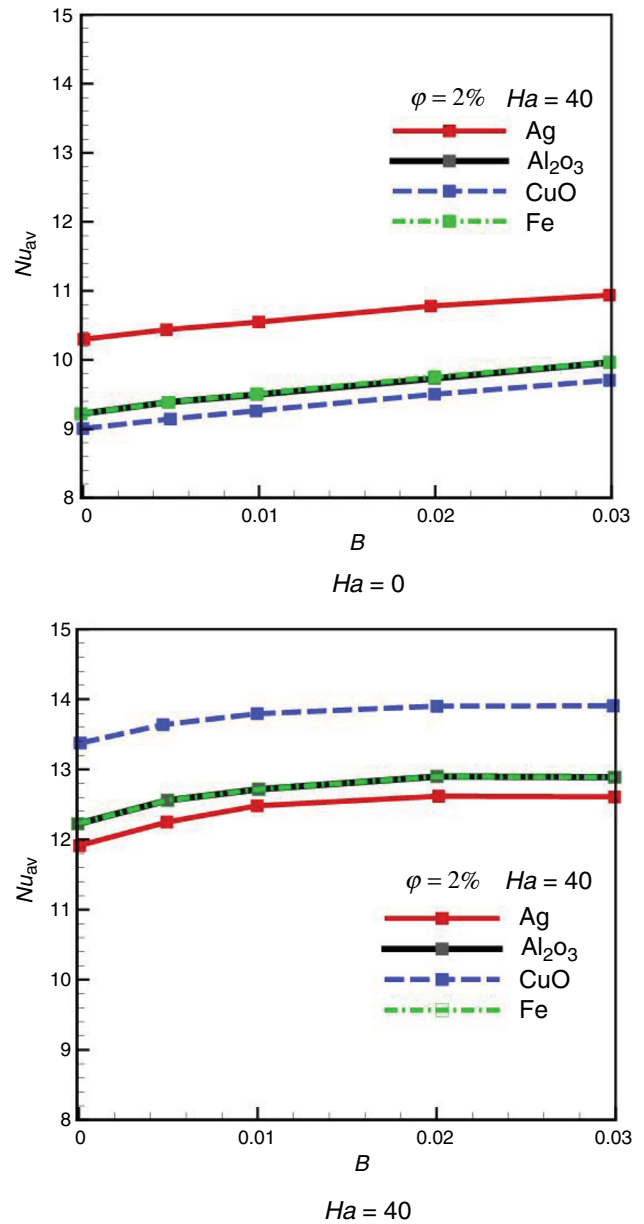 15
14
φ = 2% Ha = 40
13
Ag
Al₂o₃
12
CuO
Fe
Nuav
11
10
9
8
0 0.01 0.02 0.03
B
Ha = 0
15
14
13
12
Nuav
φ = 2% Ha = 40
11
Ag
Al₂o₃
10
CuO
Fe
9
8
0 0.01 0.02 0.03
B
Ha = 40